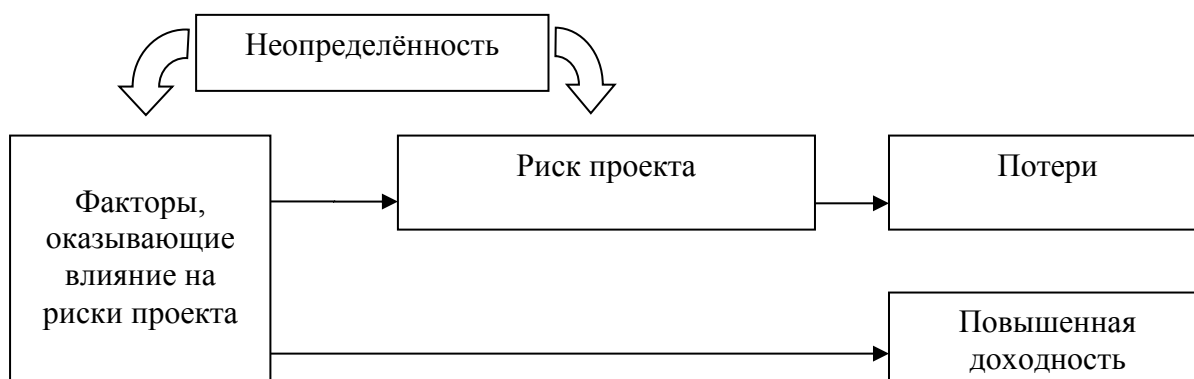 Неопределённость
Риск проекта
Потери
Факторы,
оказывающие
влияние на
риски проекта
Повышенная
доходность